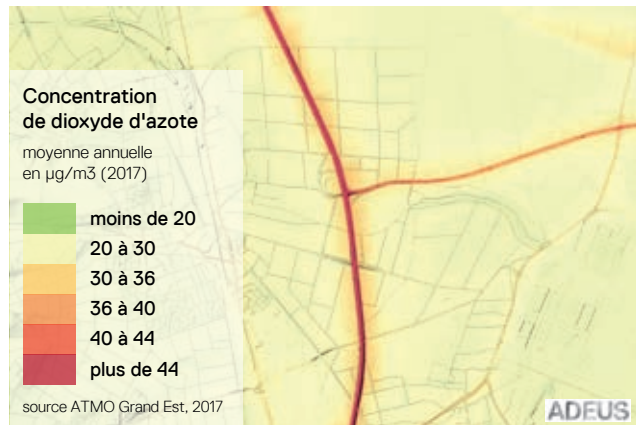 Concentration
de dioxyde d'azote
moyenne annuelle
en µg/m3 (2017)
moins de 20
20 à 30
30 à 36
36 à 40
40 à 44
plus de 44
source ATMO Grand Est, 2017
ADEUS